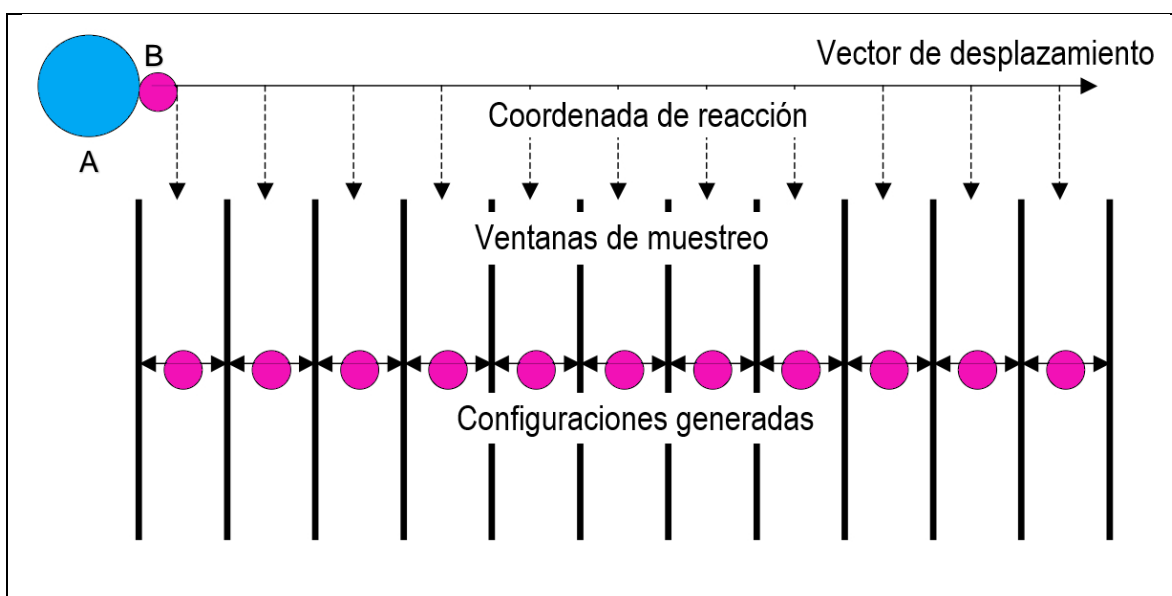 B
Vector de desplazamiento
Coordenada de reacción
A
Ventanas de muestreo
Configuraciones generadas